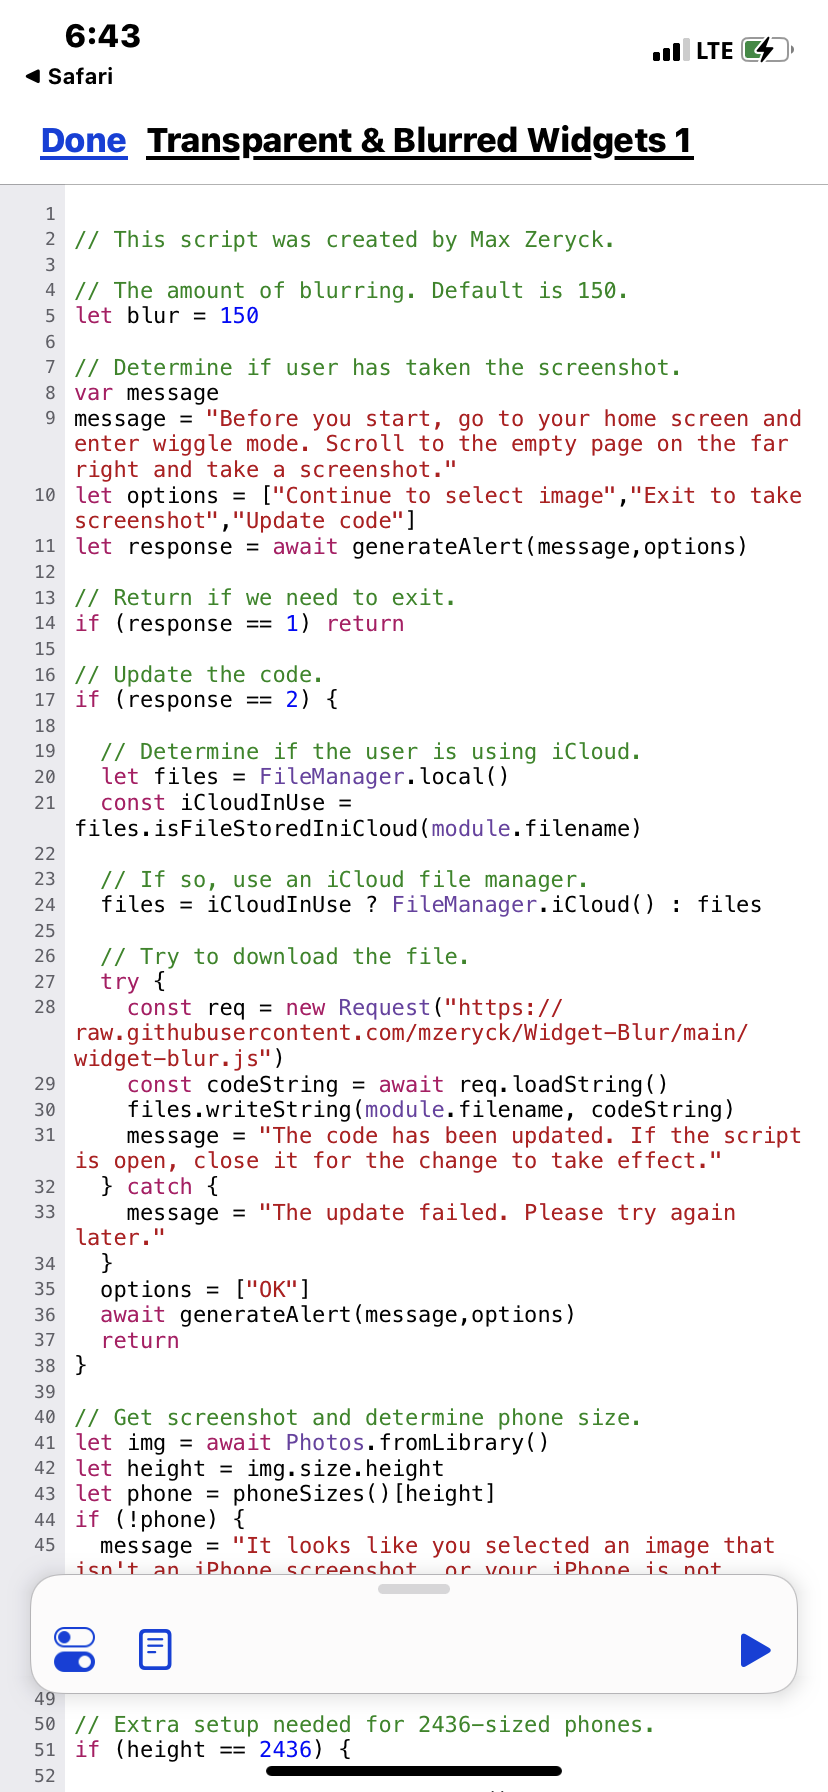 6:43
LTE
◀ Safari
Done Transparent & Blurred Widgets 1
1
2 // This script was created by Max Zeryck.
3
4 // The amount of blurring. Default is 150.
5 let blur = 150
6
7 // Determine if user has taken the screenshot.
8 var message
9 message = "Before you start, go to your home screen and
enter wiggle mode. Scroll to the empty page on the far
right and take a screenshot."
10 let options = ["Continue to select image","Exit to take
screenshot","Update code"]
11 let response = await generateAlert(message,options)
12
13 // Return if we need to exit.
14 if (response == 1) return
15
16 // Update the code.
17 if (response == 2) {
18
19   // Determine if the user is using iCloud.
20   let files = FileManager.local()
21   const iCloudInUse =
files.isFileStoredIniCloud(module.filename)
22
23   // If so, use an iCloud file manager.
24   files = iCloudInUse ? FileManager.iCloud() : files
25
26   // Try to download the file.
27   try {
28     const req = new Request("https://
raw.githubusercontent.com/mzeryck/Widget-Blur/main/
widget-blur.js")
29     const codeString = await req.loadString()
30     files.writeString(module.filename, codeString)
31     message = "The code has been updated. If the script
is open, close it for the change to take effect."
32   } catch {
33     message = "The update failed. Please try again
later."
34   }
35   options = ["OK"]
36   await generateAlert(message,options)
37   return
38 }
39
40 // Get screenshot and determine phone size.
41 let img = await Photos.fromLibrary()
42 let height = img.size.height
43 let phone = phoneSizes()[height]
44 if (!phone) {
45   message = "It looks like you selected an image that
isn't an iPhone screenshot, or your iPhone is not
49
50 // Extra setup needed for 2436-sized phones.
51 if (height == 2436) {
52